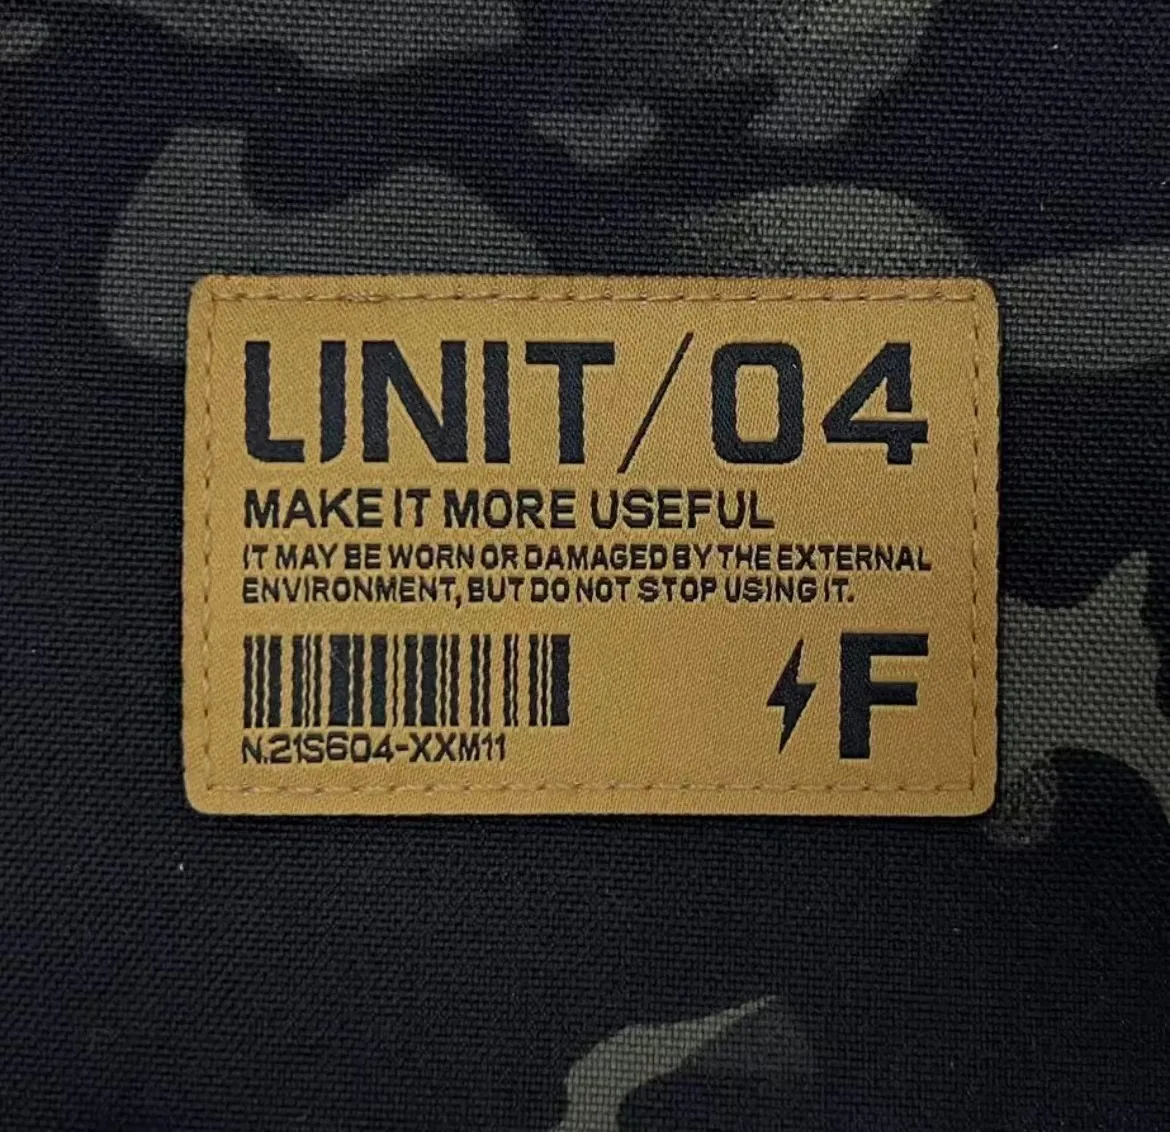 UNIT/04
MAKE IT MORE USEFUL
IT MAY BE WORN OR DAMAGED BY THE EXTERNAL
ENVIRONMENT, BUT DO NOT STOP USING IT.
N.21S604-XXM11
F